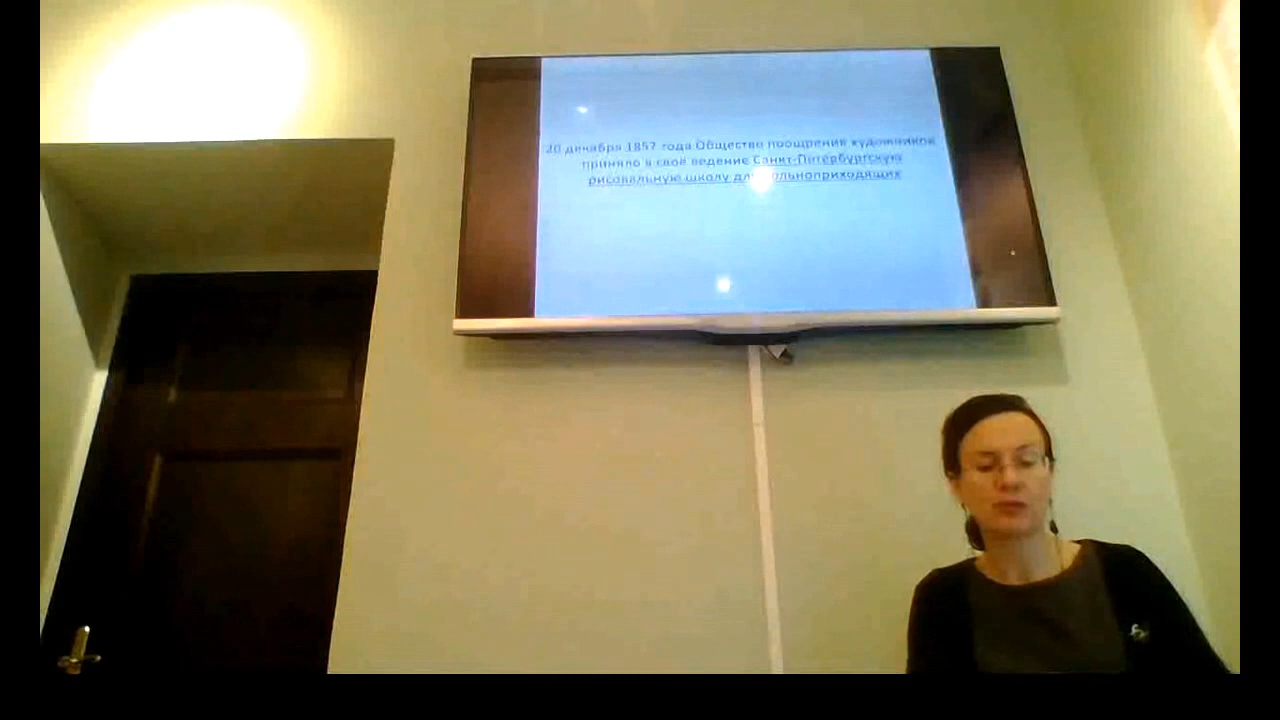 20 декабря 1857 года Общество поощрения художников
приняло в свое ведение Санкт-Петербургскую
рисовальную школу для вольноприходящих